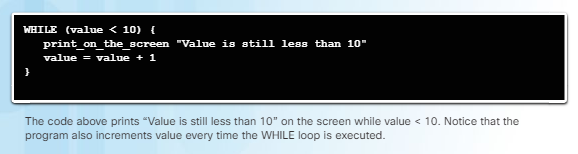 WHILE (value < 10) {
print_on_the_screen "Value is still less than 10"
value = value + 1
}
The code above prints “Value is still less than 10” on the screen while value < 10. Notice that the
program also increments value every time the WHILE loop is executed.